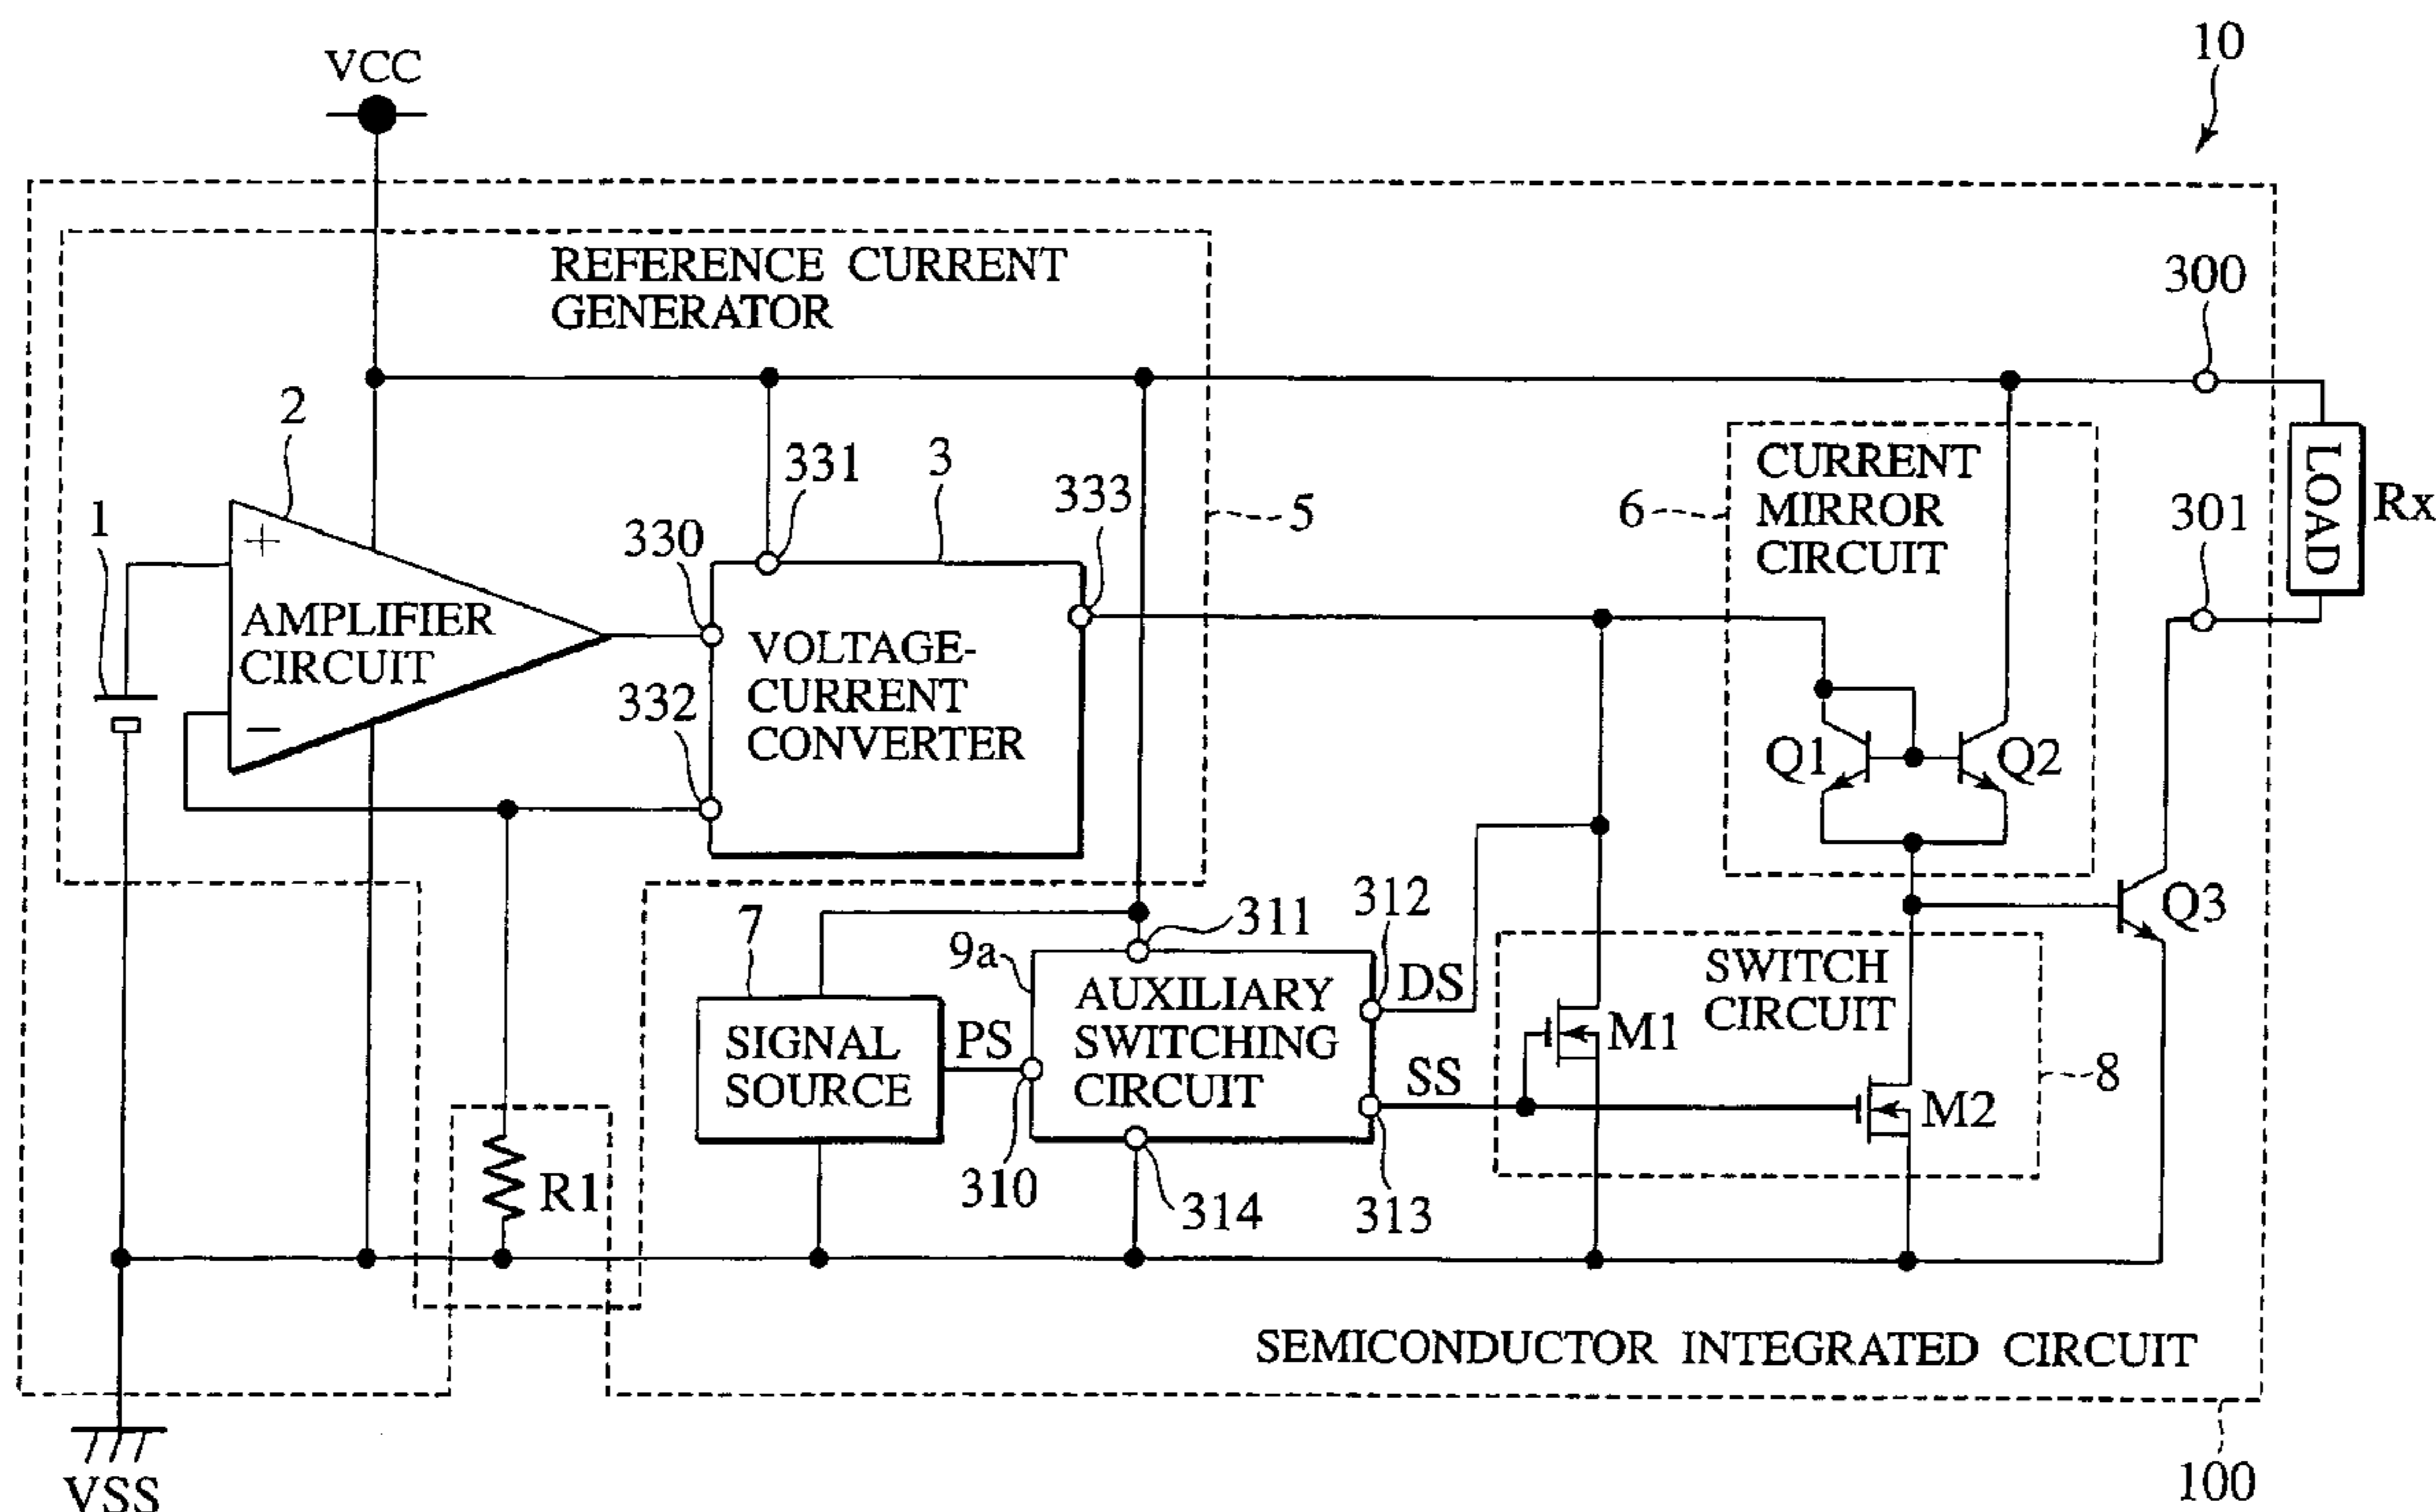 VCC
10
REFERENCE CURRENT
GENERATOR
300
2
331
3
333
5
CURRENT
MIRROR
CIRCUIT
6
LOAD
Rx
1
+
330
301
AMPLIFIER
CIRCUIT
VOLTAGE-
CURRENT
CONVERTER
332
−
Q1
Q2
7
9a
311
312
Q3
SIGNAL
SOURCE
PS
AUXILIARY
SWITCHING
CIRCUIT
DS
SS
SWITCH
CIRCUIT
M1
8
M2
R1
310
314
313
SEMICONDUCTOR INTEGRATED CIRCUIT
VSS
100